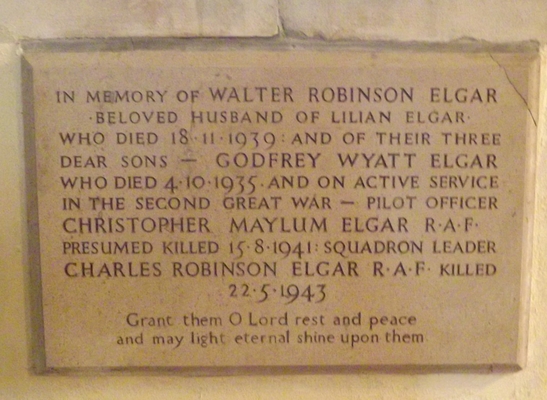 IN MEMORY OF WALTER ROBINSON ELGAR
·BELOVED HUSBAND OF LILIAN ELGAR·
WHO DIED 18·11·1939: AND OF THEIR THREE
DEAR SONS — GODFREY WYATT ELGAR
WHO DIED 4·10·1935. AND ON ACTIVE SERVICE
IN THE SECOND GREAT WAR — PILOT OFFICER
CHRISTOPHER MAYLUM ELGAR R·A·F·
PRESUMED KILLED 15·8·1941: SQUADRON LEADER
CHARLES ROBINSON ELGAR R·A·F· KILLED
22·5·1943
Grant them O Lord rest and peace
and may light eternal shine upon them